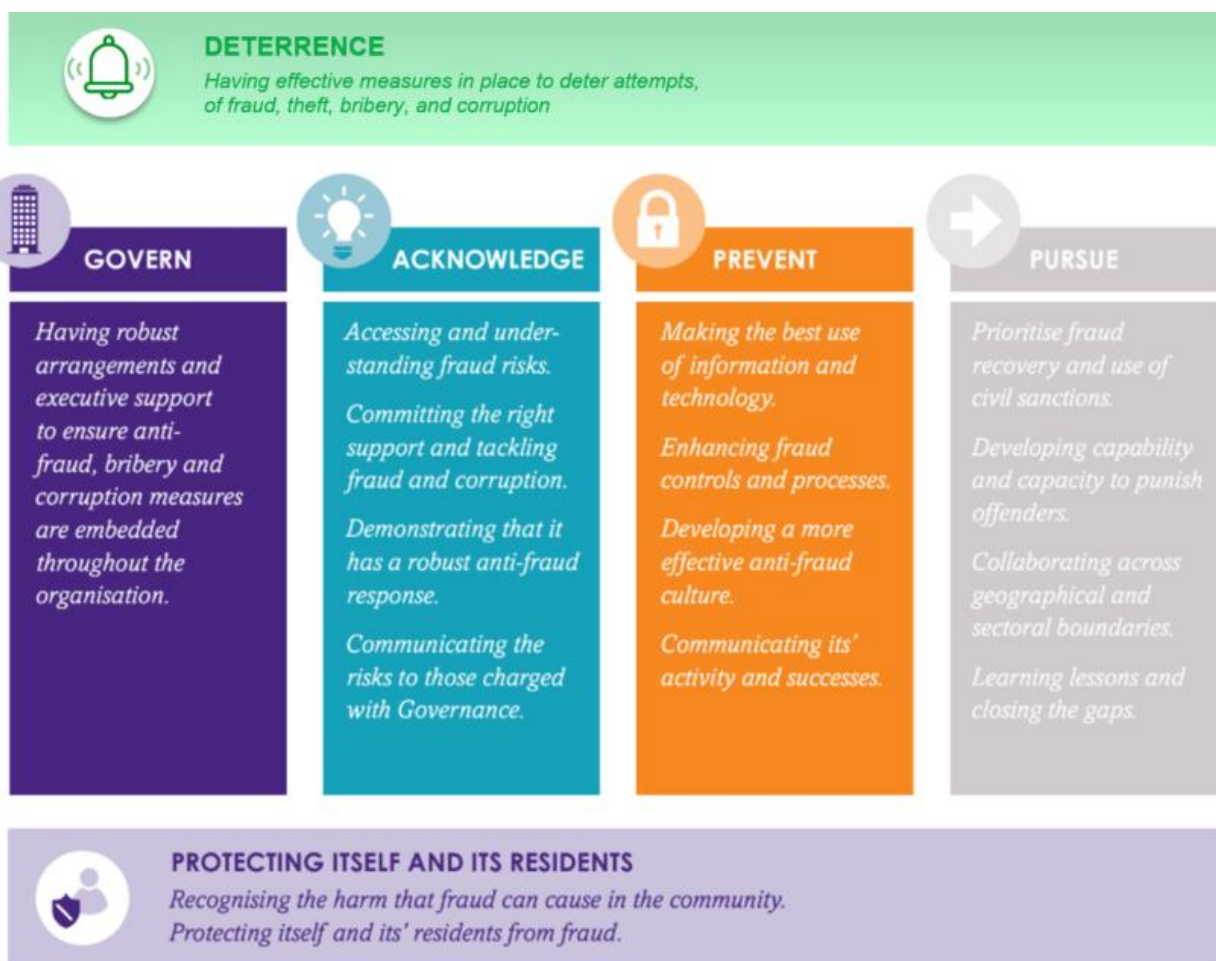 DETERRENCE
Having effective measures in place to deter attempts,
of fraud, theft, bribery, and corruption
GOVERN
Having robust
arrangements and
executive support
to ensure anti-
fraud, bribery and
corruption measures
are embedded
throughout the
organisation.
ACKNOWLEDGE
Accessing and under-
standing fraud risks.
Committing the right
support and tackling
fraud and corruption.
Demonstrating that it
has a robust anti-fraud
response.
Communicating the
risks to those charged
with Governance.
PREVENT
Making the best use
of information and
technology.
Enhancing fraud
controls and processes.
Developing a more
effective anti-fraud
culture.
Communicating its’
activity and successes.
PURSUE
Prioritise fraud
recovery and use of
civil sanctions.
Developing capability
and capacity to punish
offenders.
Collaborating across
geographical and
sectoral boundaries.
Learning lessons and
closing the gaps.
PROTECTING ITSELF AND ITS RESIDENTS
Recognising the harm that fraud can cause in the community.
Protecting itself and its’ residents from fraud.